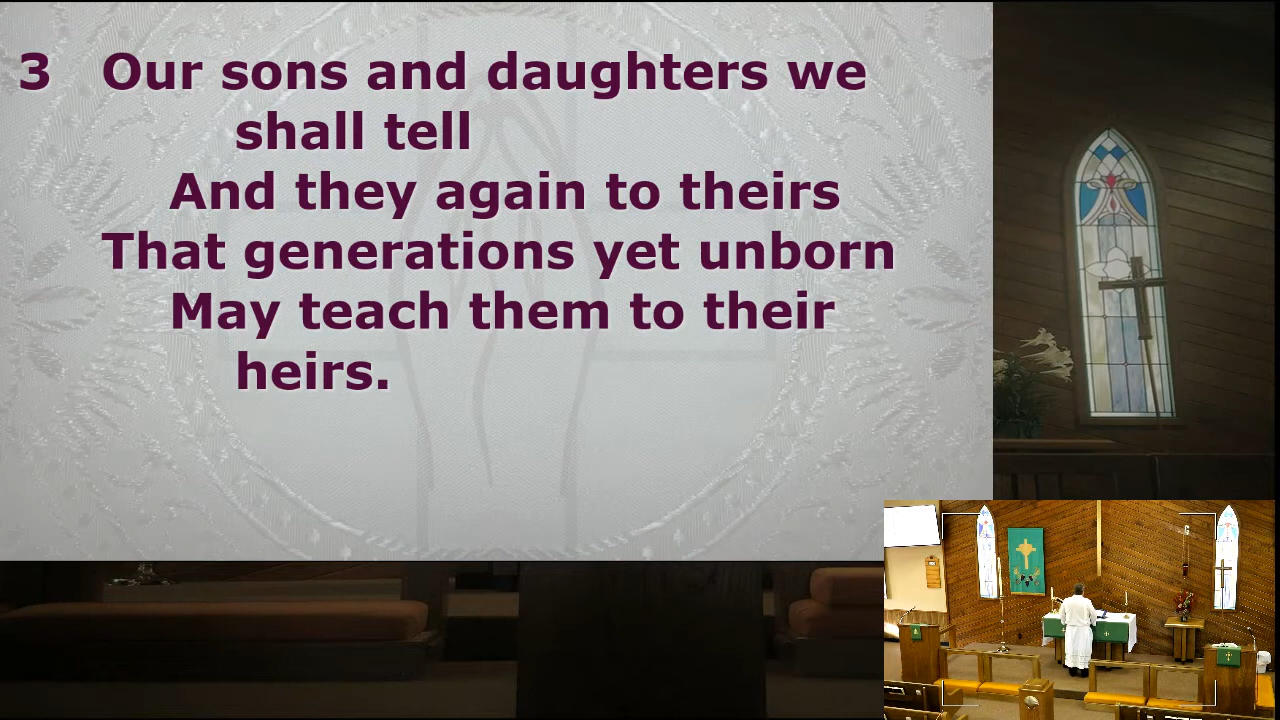 3 Our sons and daughters we
shall tell
And they again to theirs
That generations yet unborn
May teach them to their
heirs.